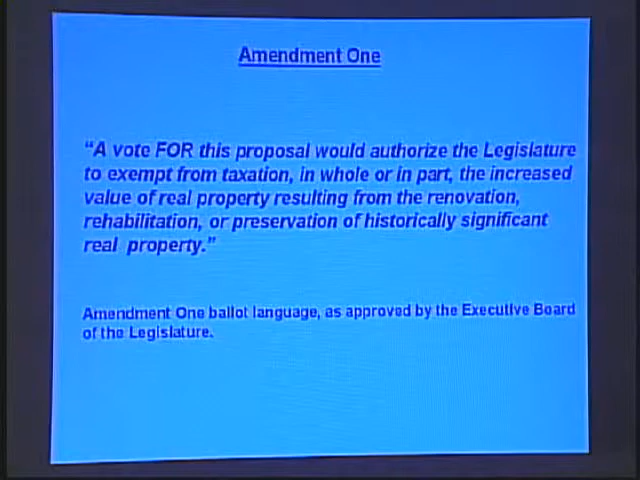 Amendment One
“A vote FOR this proposal would authorize the Legislature
to exempt from taxation, in whole or in part, the increased
value of real property resulting from the renovation,
rehabilitation, or preservation of historically significant
real property.”
Amendment One ballot language, as approved by the Executive Board
of the Legislature.